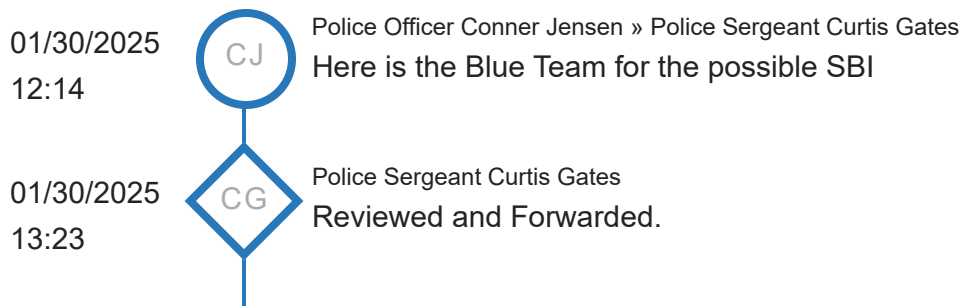 01/30/2025
12:14
CJ
Police Officer Conner Jensen » Police Sergeant Curtis Gates
Here is the Blue Team for the possible SBI
01/30/2025
13:23
CG
Police Sergeant Curtis Gates
Reviewed and Forwarded.